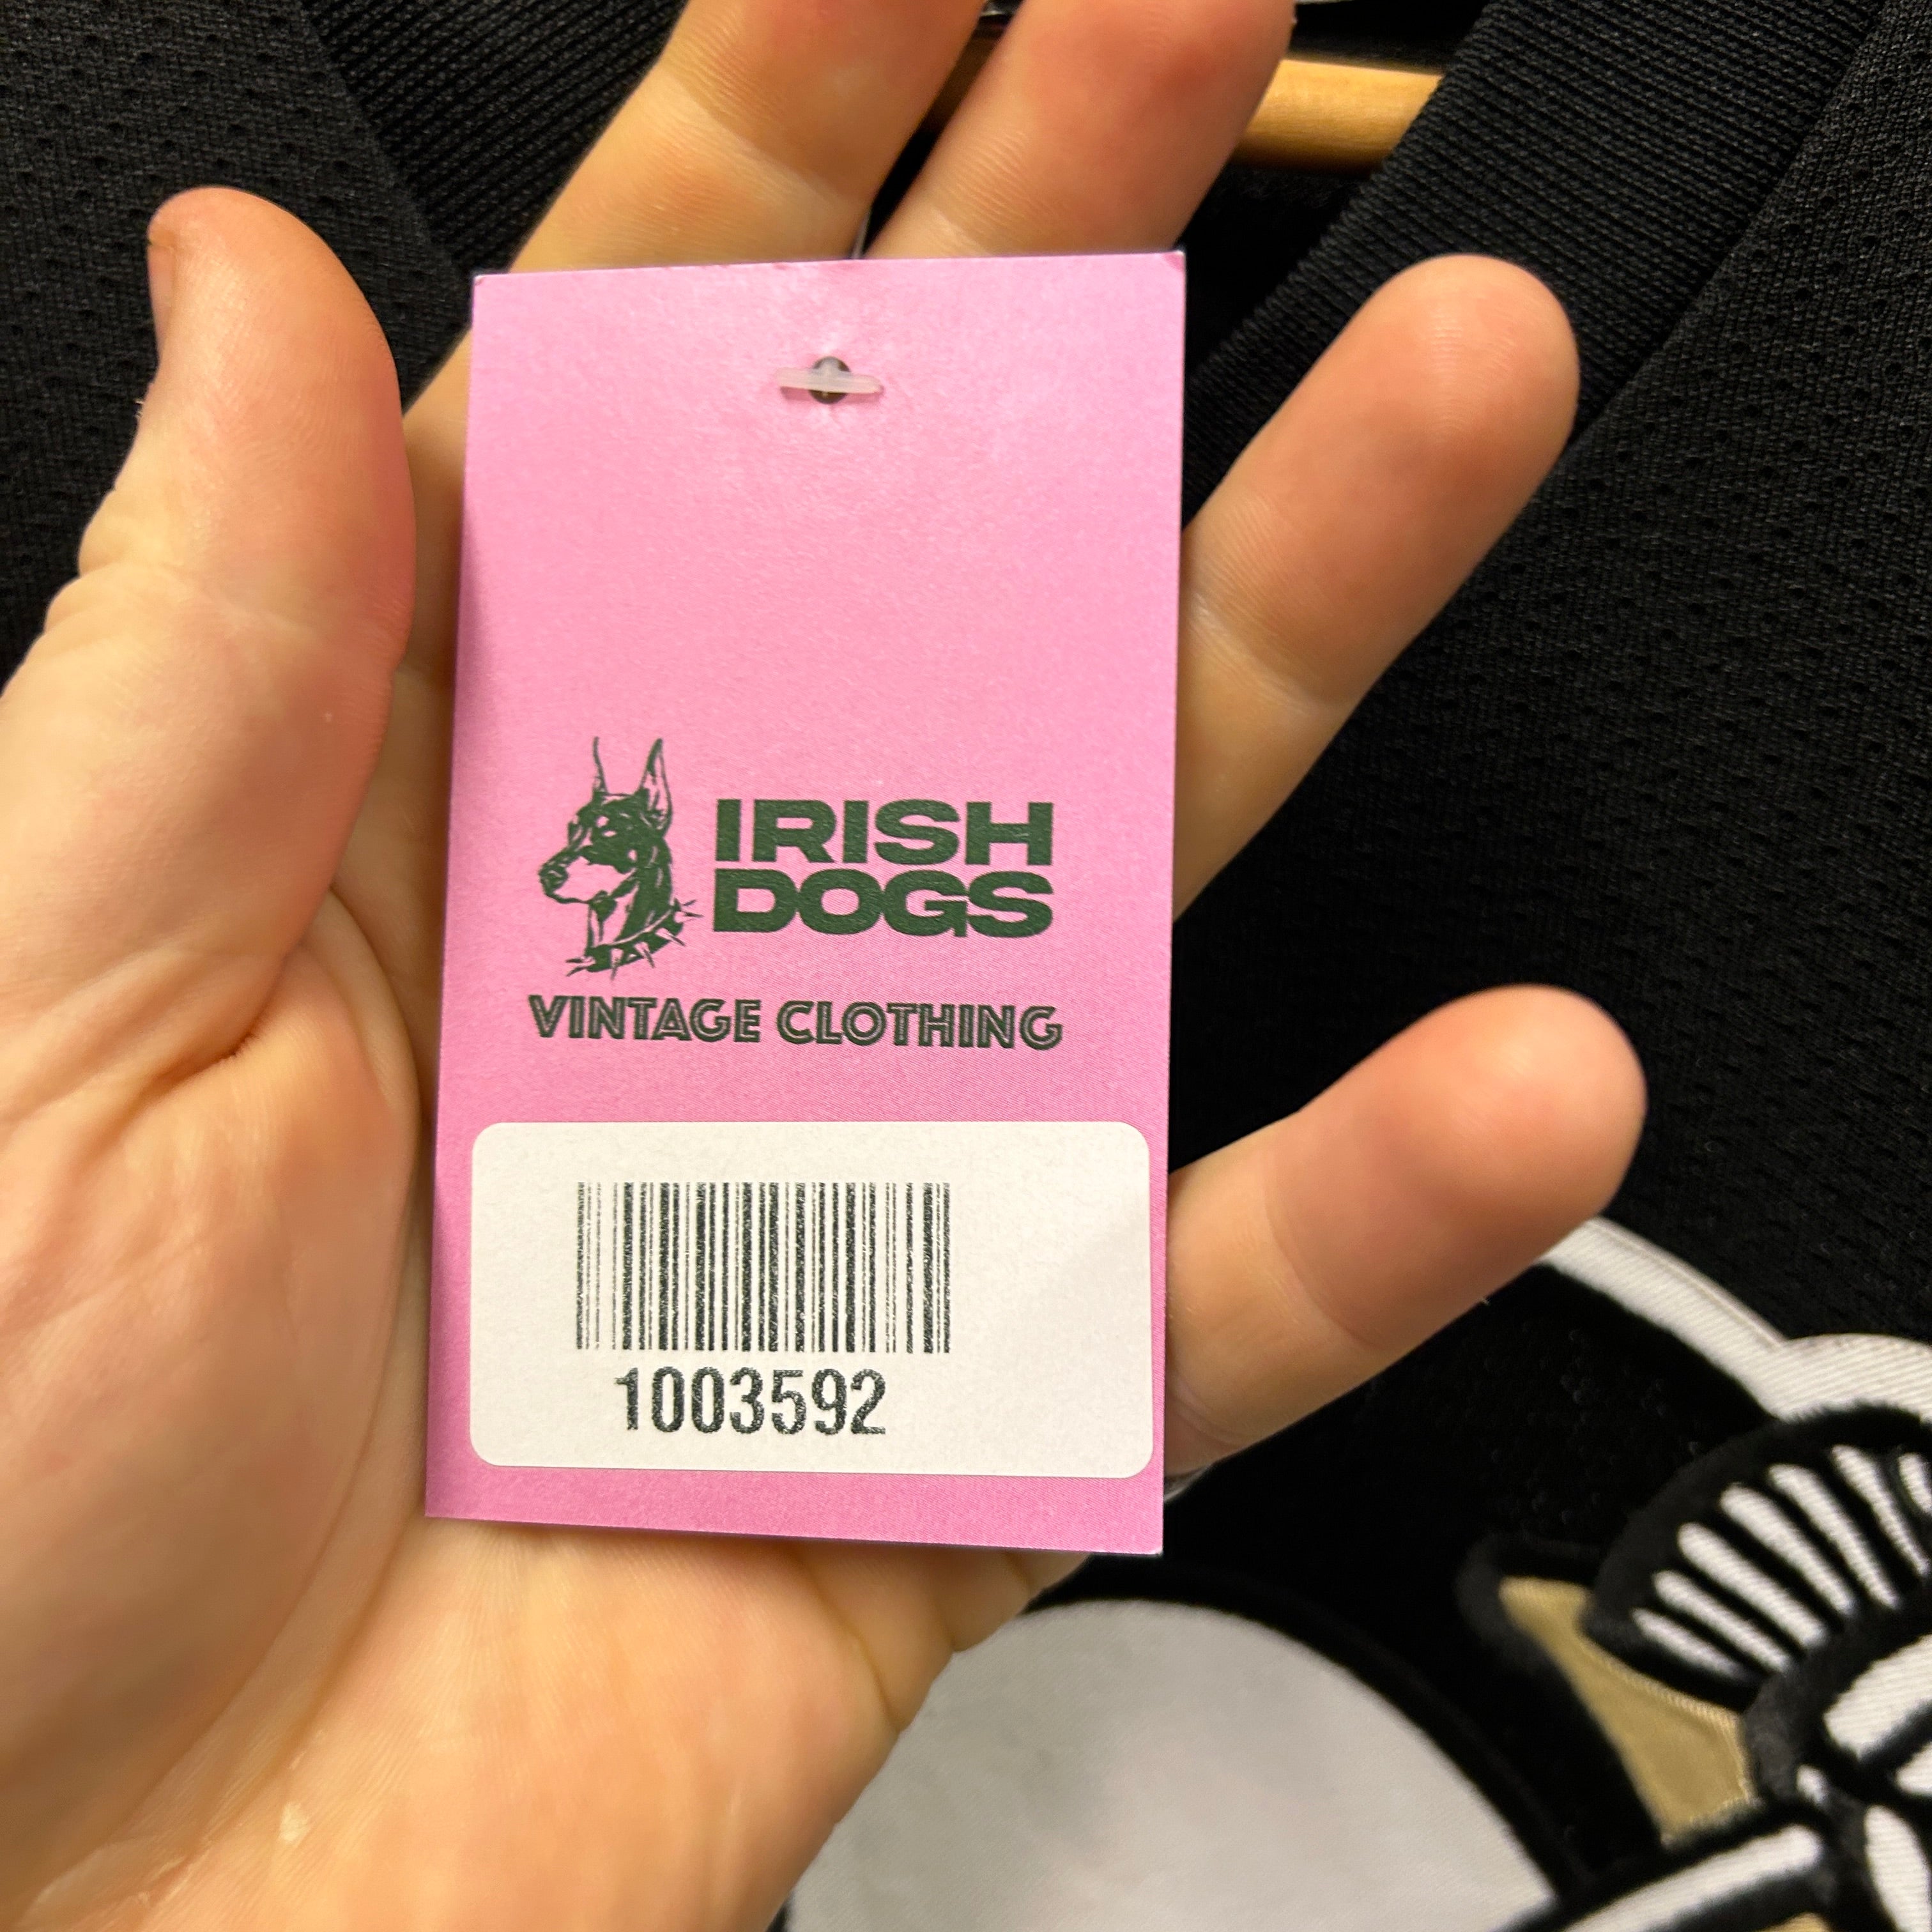 IRISH
DOGS
VINTAGE CLOTHING
1003592